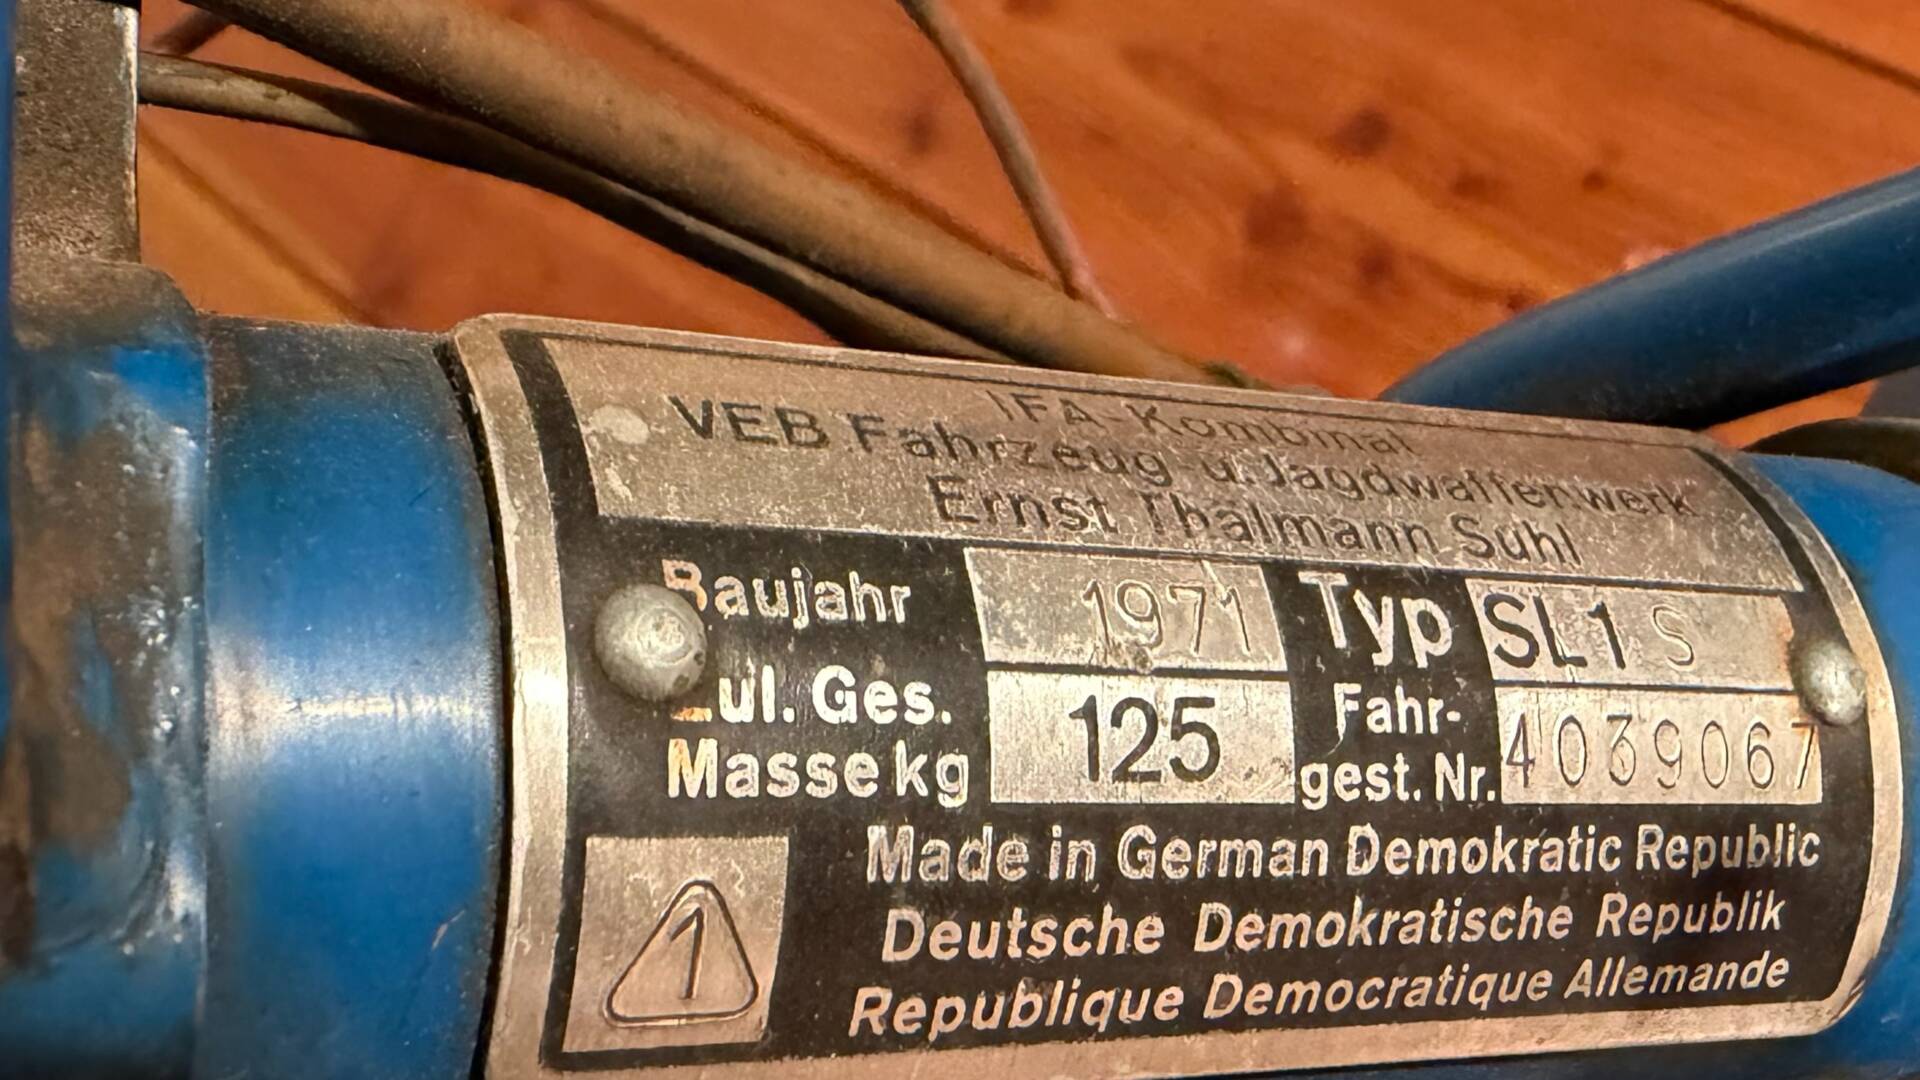 IFA-Kombinat
VEB Fahrzeug- u. Jagdwaffenwerk
Ernst Thälmann Suhl
Baujahr 1971 Typ SL1 S
Zul. Ges. Masse kg 125 Fahr-gest. Nr. 4039067
1
Made in German Demokratic Republic
Deutsche Demokratische Republik
Republique Democratique Allemande